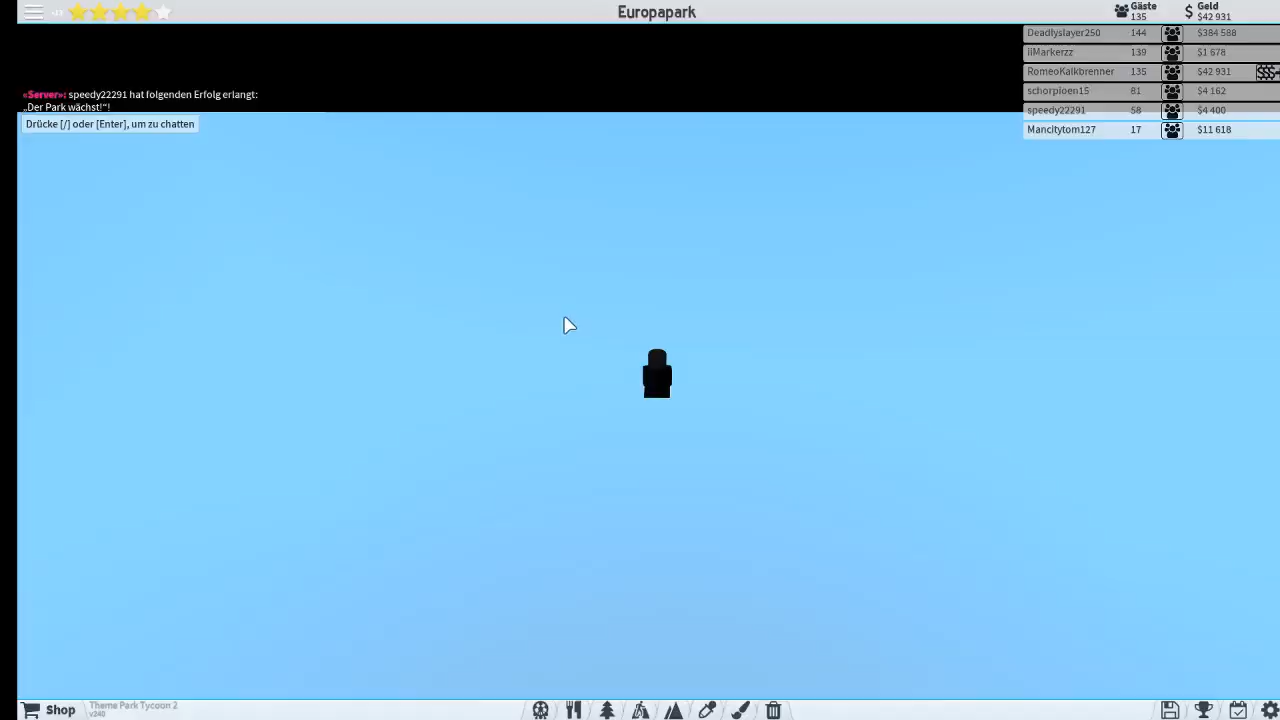 Europapark
Gäste
135
Geld
$42 931
Deadlyslayer250 144 $384 588
iiMarkerzz 139 $1 678
RomeoKalkbrenner 135 $42 931 $$$
schorpioen15 81 $4 162
speedy22291 58 $4 400
Mancitytom127 17 $11 618
«Server»: speedy22291 hat folgenden Erfolg erlangt:
„Der Park wächst!“!
Drücke [/] oder [Enter], um zu chatten
Shop
Theme Park Tycoon 2
v240